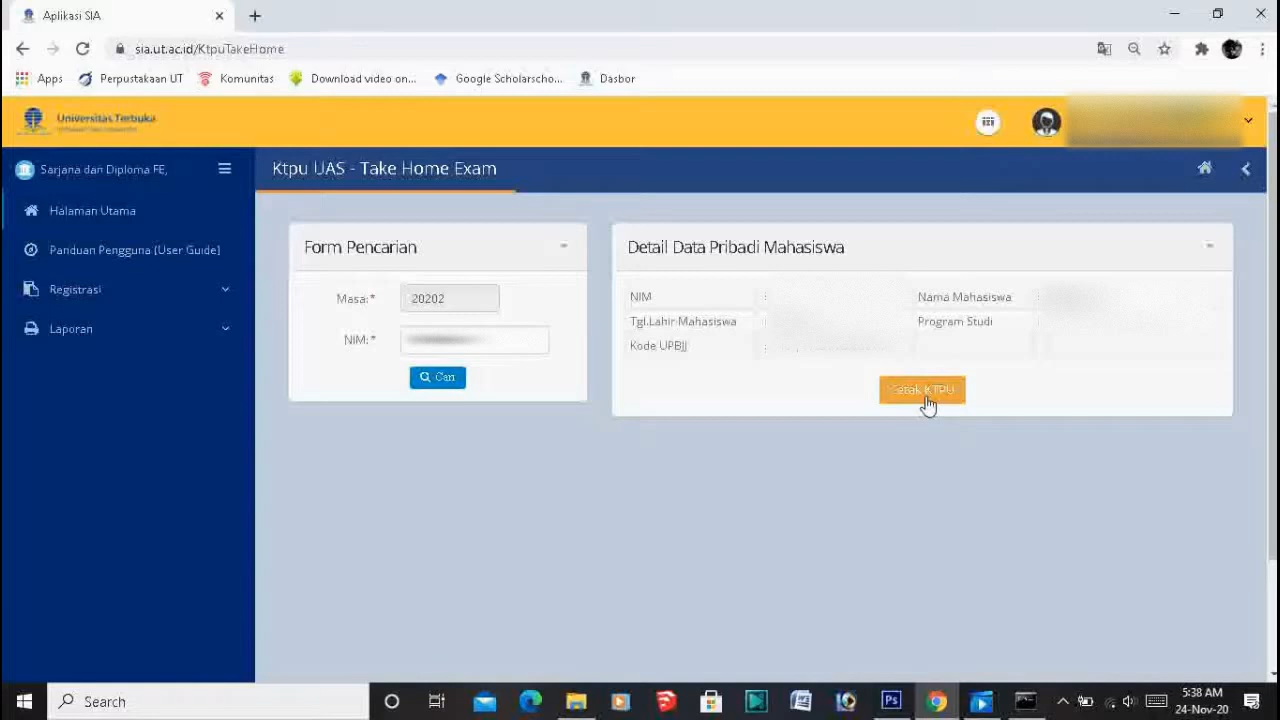 Aplikasi SIA
sia.ut.ac.id/KtpuTakeHome
Apps Perpustakaan UT Komunitas Download video on... Google Scholarscho... Dasbor
Universitas Terbuka
Sarjana dan Diploma FE,
Ktpu UAS - Take Home Exam
Halaman Utama
Panduan Pengguna (User Guide)
Registrasi
Laporan
Form Pencarian
Masa:* 20202
NIM:*
Cari
Detail Data Pribadi Mahasiswa
NIM : Nama Mahasiswa :
Tgl.Lahir Mahasiswa : Program Studi :
Kode UPBJJ :
Cetak KTPU
Search
Ps
5:38 AM
24-Nov-20